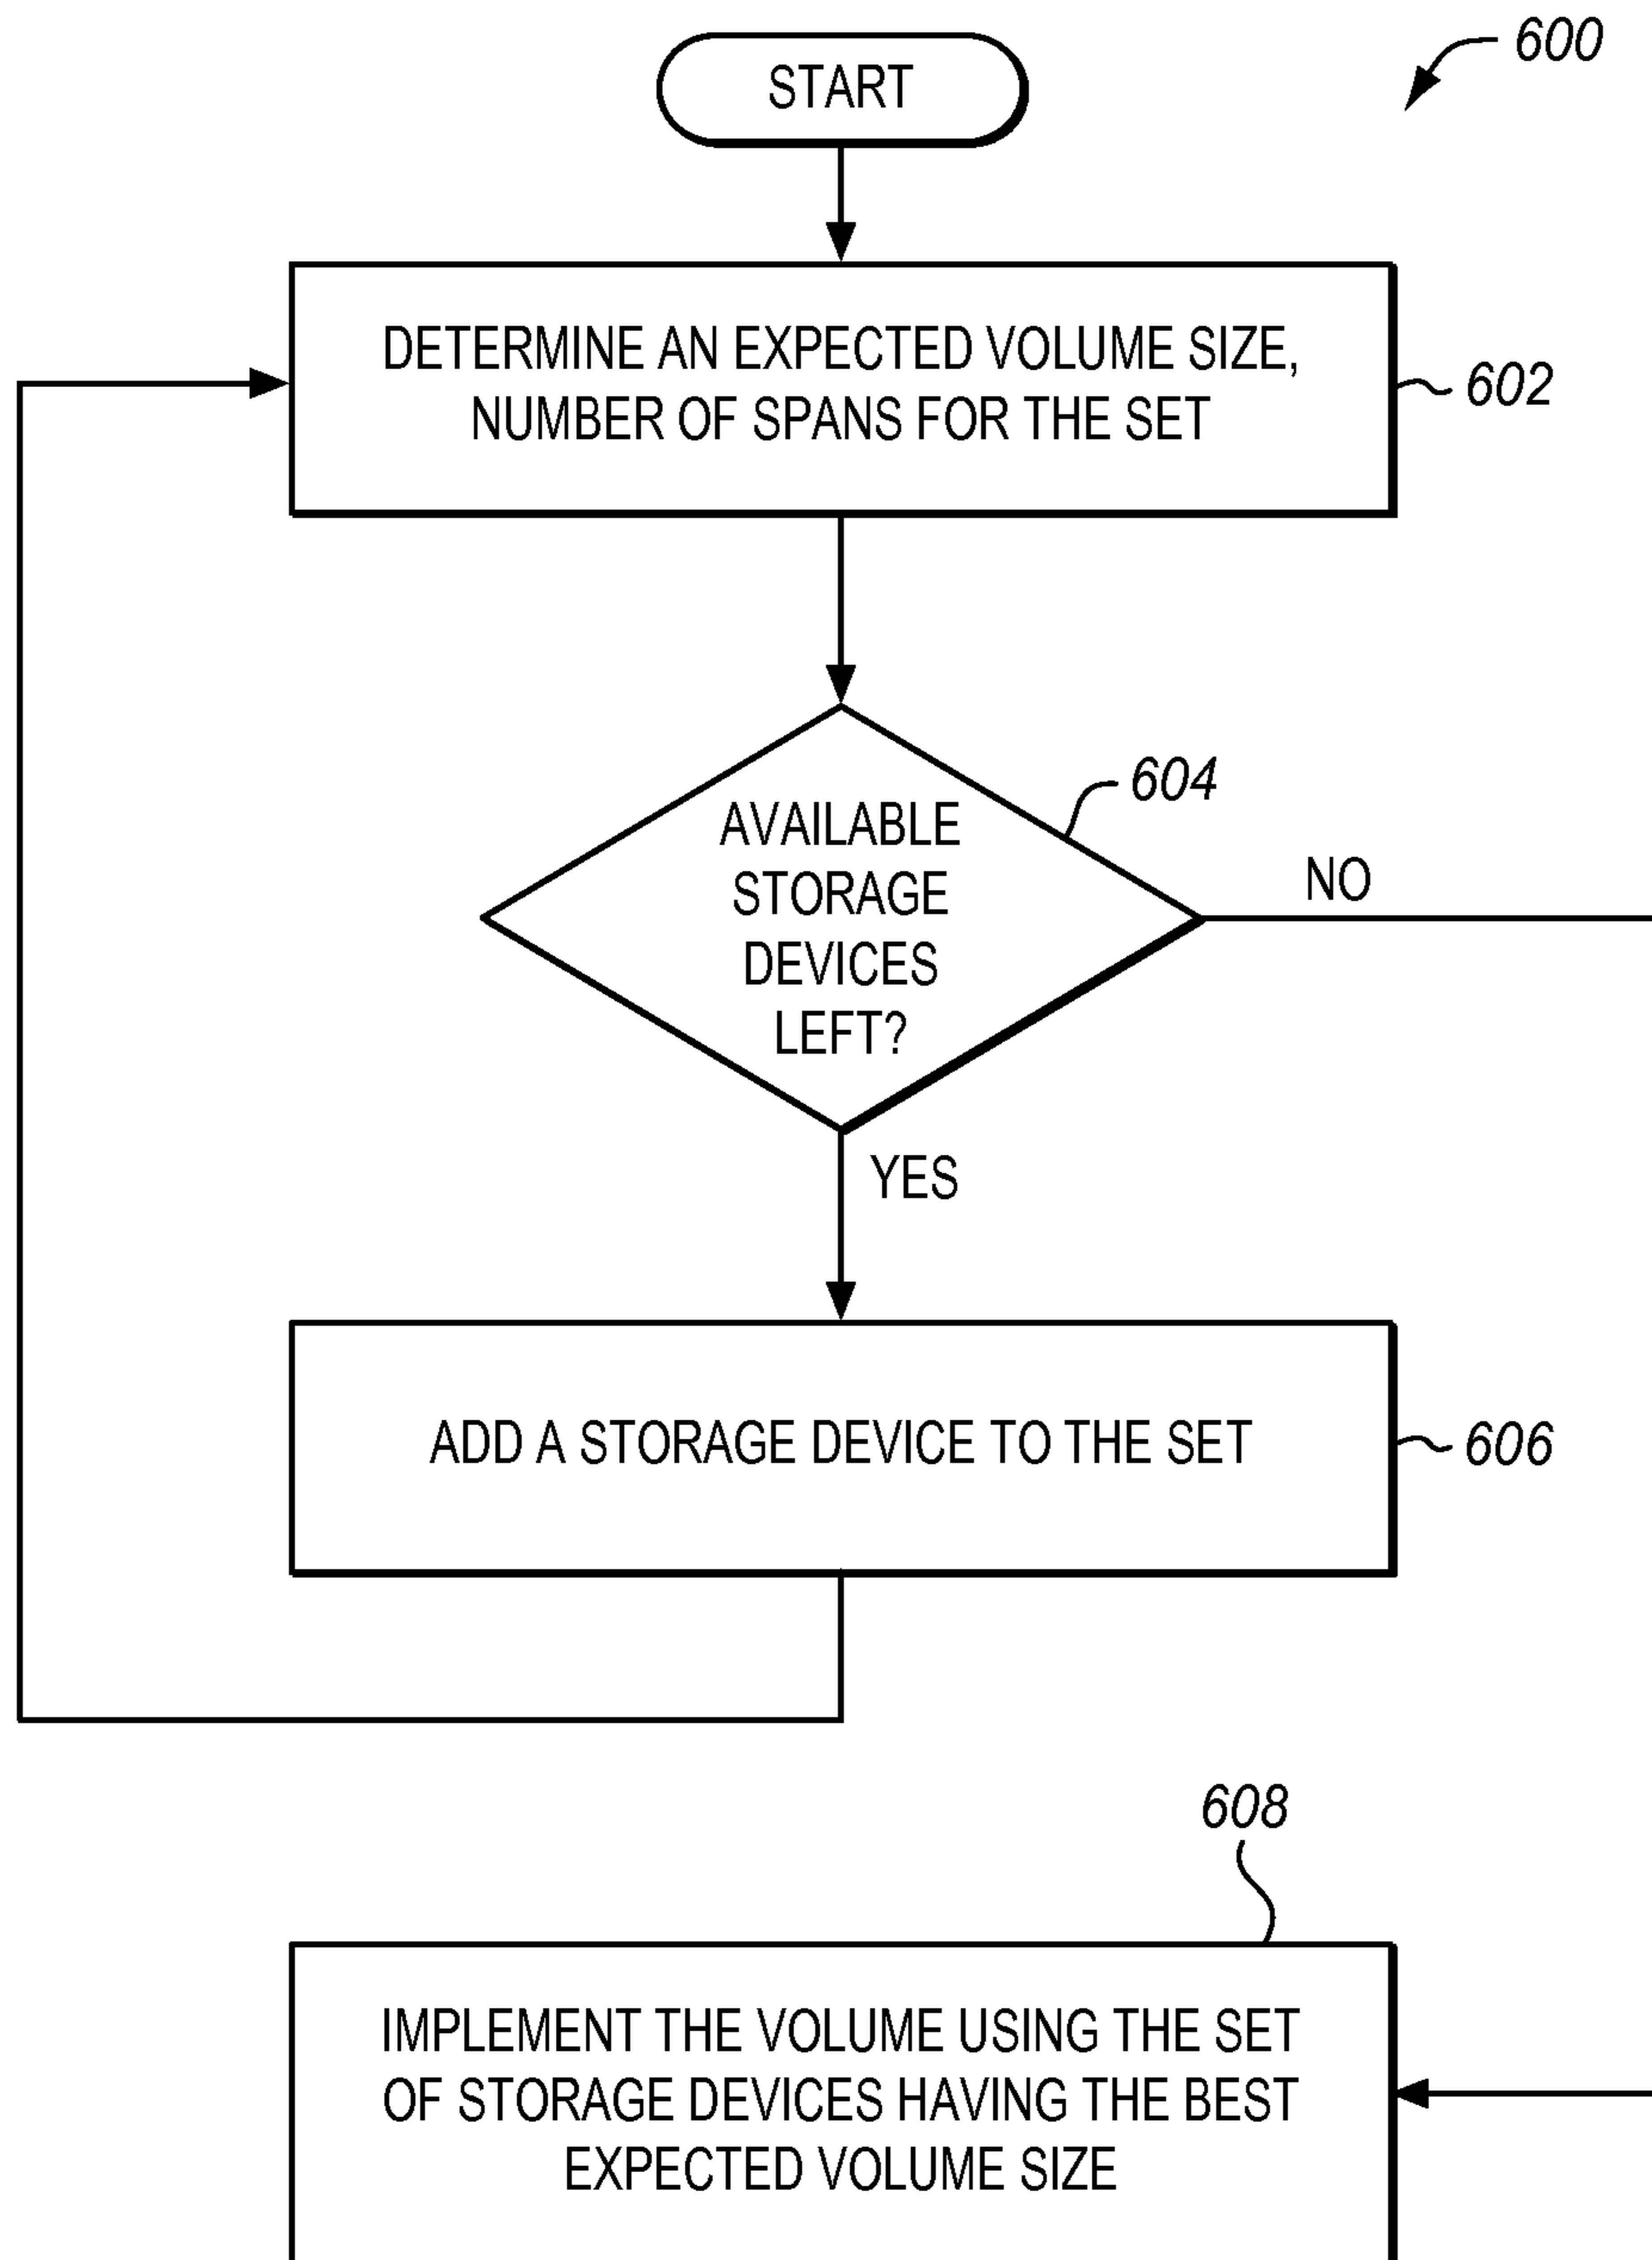 START
600
DETERMINE AN EXPECTED VOLUME SIZE,
NUMBER OF SPANS FOR THE SET
602
604
AVAILABLE
STORAGE
DEVICES
LEFT?
NO
YES
ADD A STORAGE DEVICE TO THE SET
606
608
IMPLEMENT THE VOLUME USING THE SET
OF STORAGE DEVICES HAVING THE BEST
EXPECTED VOLUME SIZE